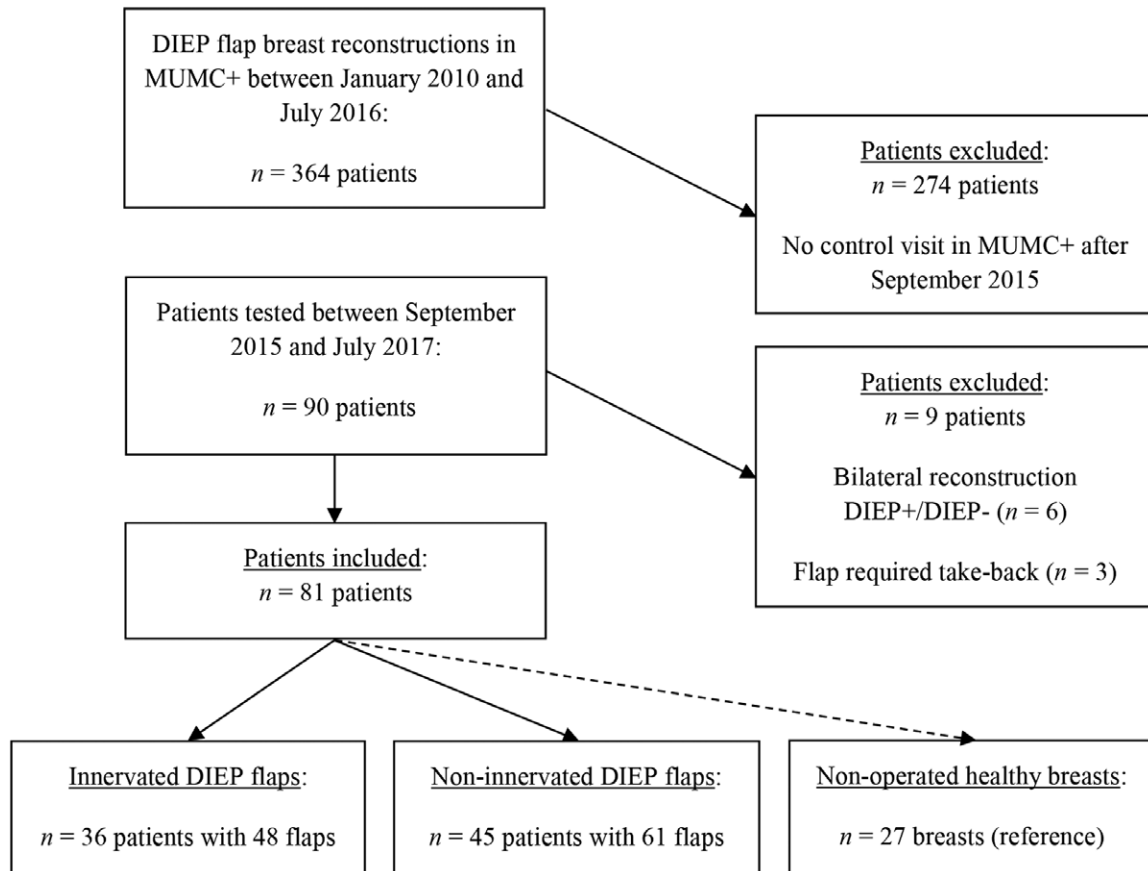 DIEP flap breast reconstructions in
MUMC+ between January 2010 and
July 2016:
n = 364 patients
Patients excluded:
n = 274 patients
No control visit in MUMC+ after
September 2015
Patients tested between September
2015 and July 2017:
n = 90 patients
Patients excluded:
n = 9 patients
Bilateral reconstruction
DIEP+/DIEP- (n = 6)
Flap required take-back (n = 3)
Patients included:
n = 81 patients
Innervated DIEP flaps:
n = 36 patients with 48 flaps
Non-innervated DIEP flaps:
n = 45 patients with 61 flaps
Non-operated healthy breasts:
n = 27 breasts (reference)